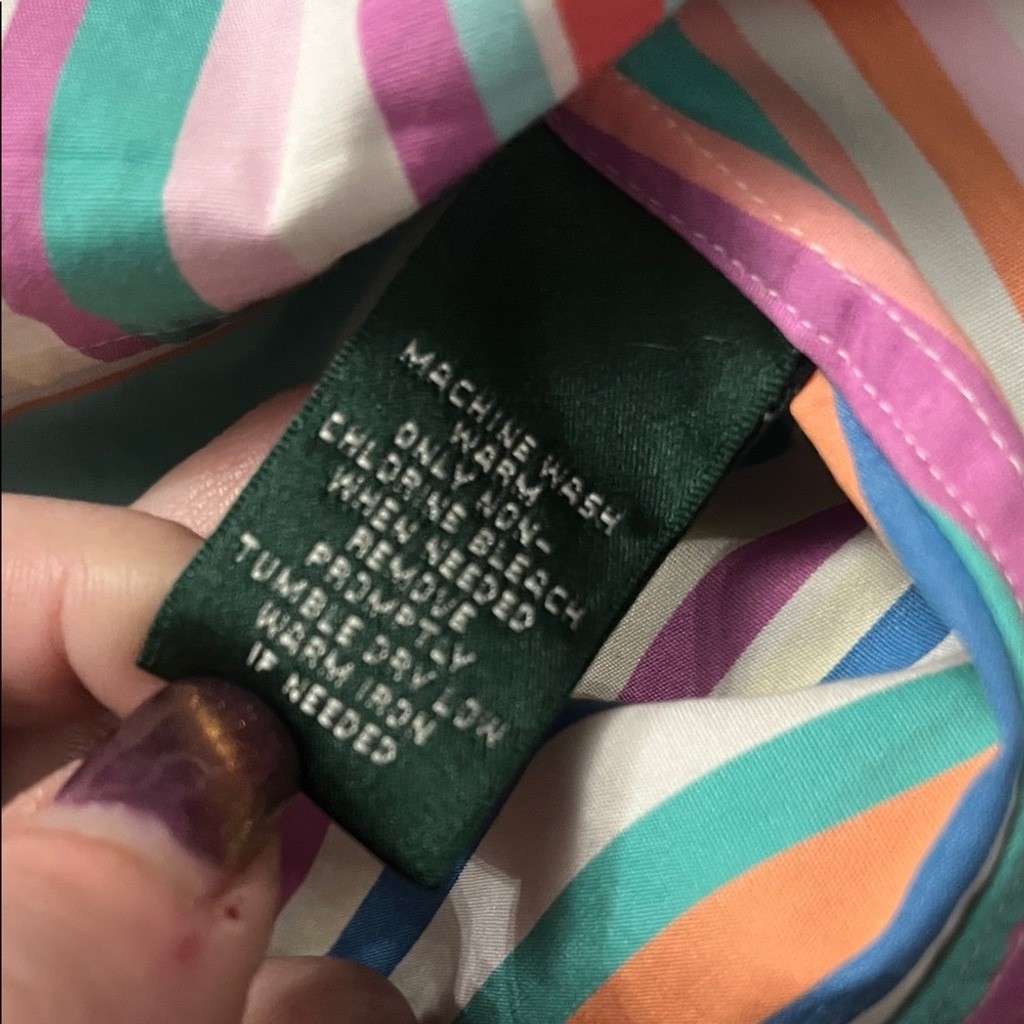 MACHINE WASH
WARM
ONLY NON-
CHLORINE BLEACH
WHEN NEEDED
REMOVE
PROMPTLY
TUMBLE DRY LOW
WARM IRON
IF NEEDED